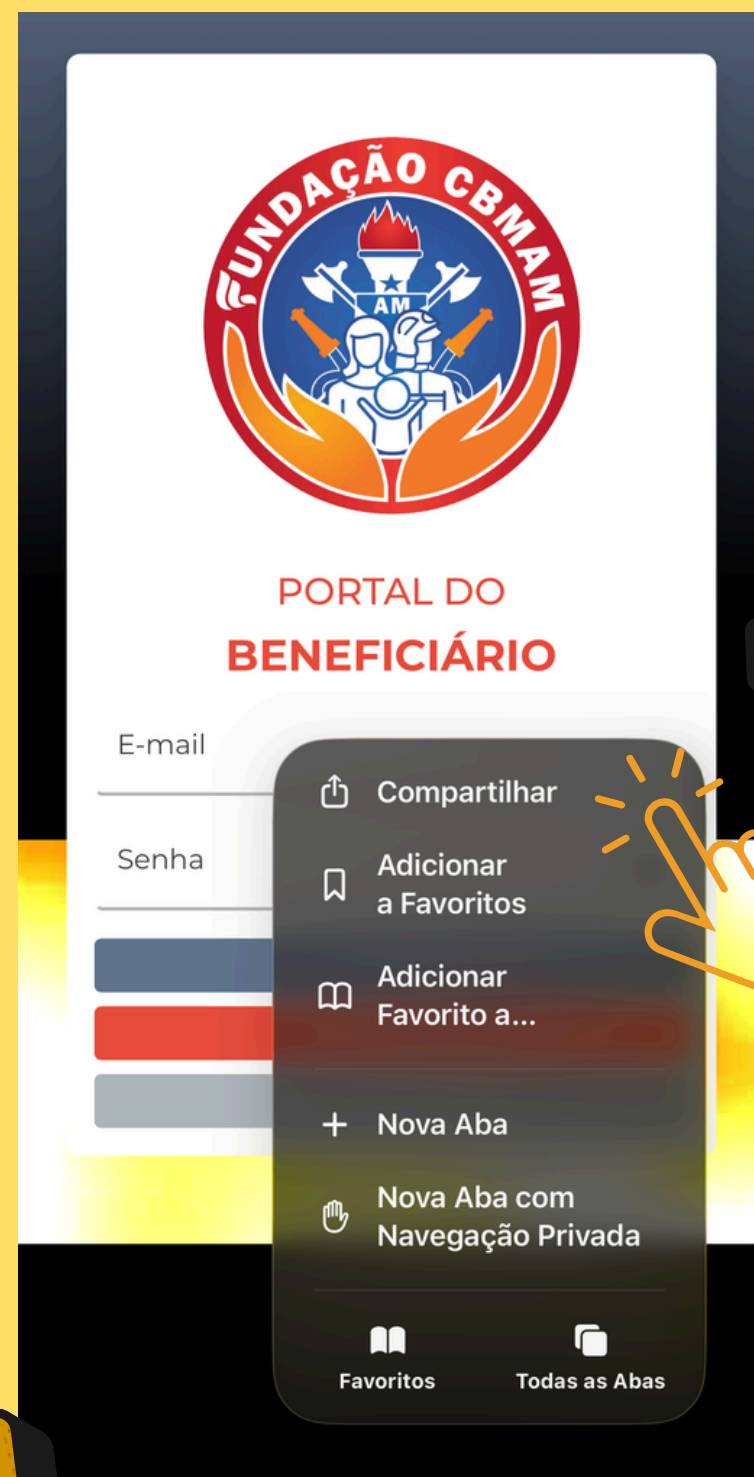 FUNDAÇÃO CBMAM
AM
PORTAL DO
BENEFICIÁRIO
E-mail
Senha
Compartilhar
Adicionar
a Favoritos
Adicionar
Favorito a...
Nova Aba
Nova Aba com
Navegação Privada
Favoritos
Todas as Abas